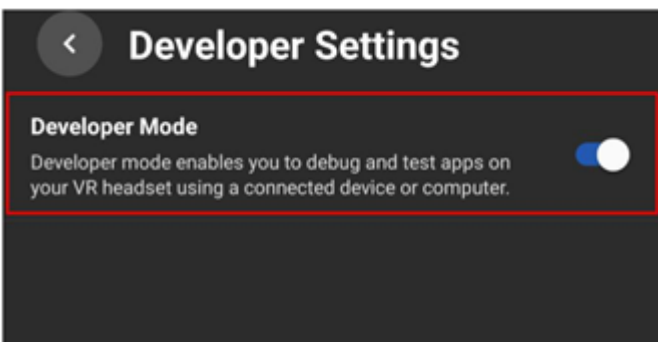 Developer Settings
Developer Mode
Developer mode enables you to debug and test apps on
your VR headset using a connected device or computer.